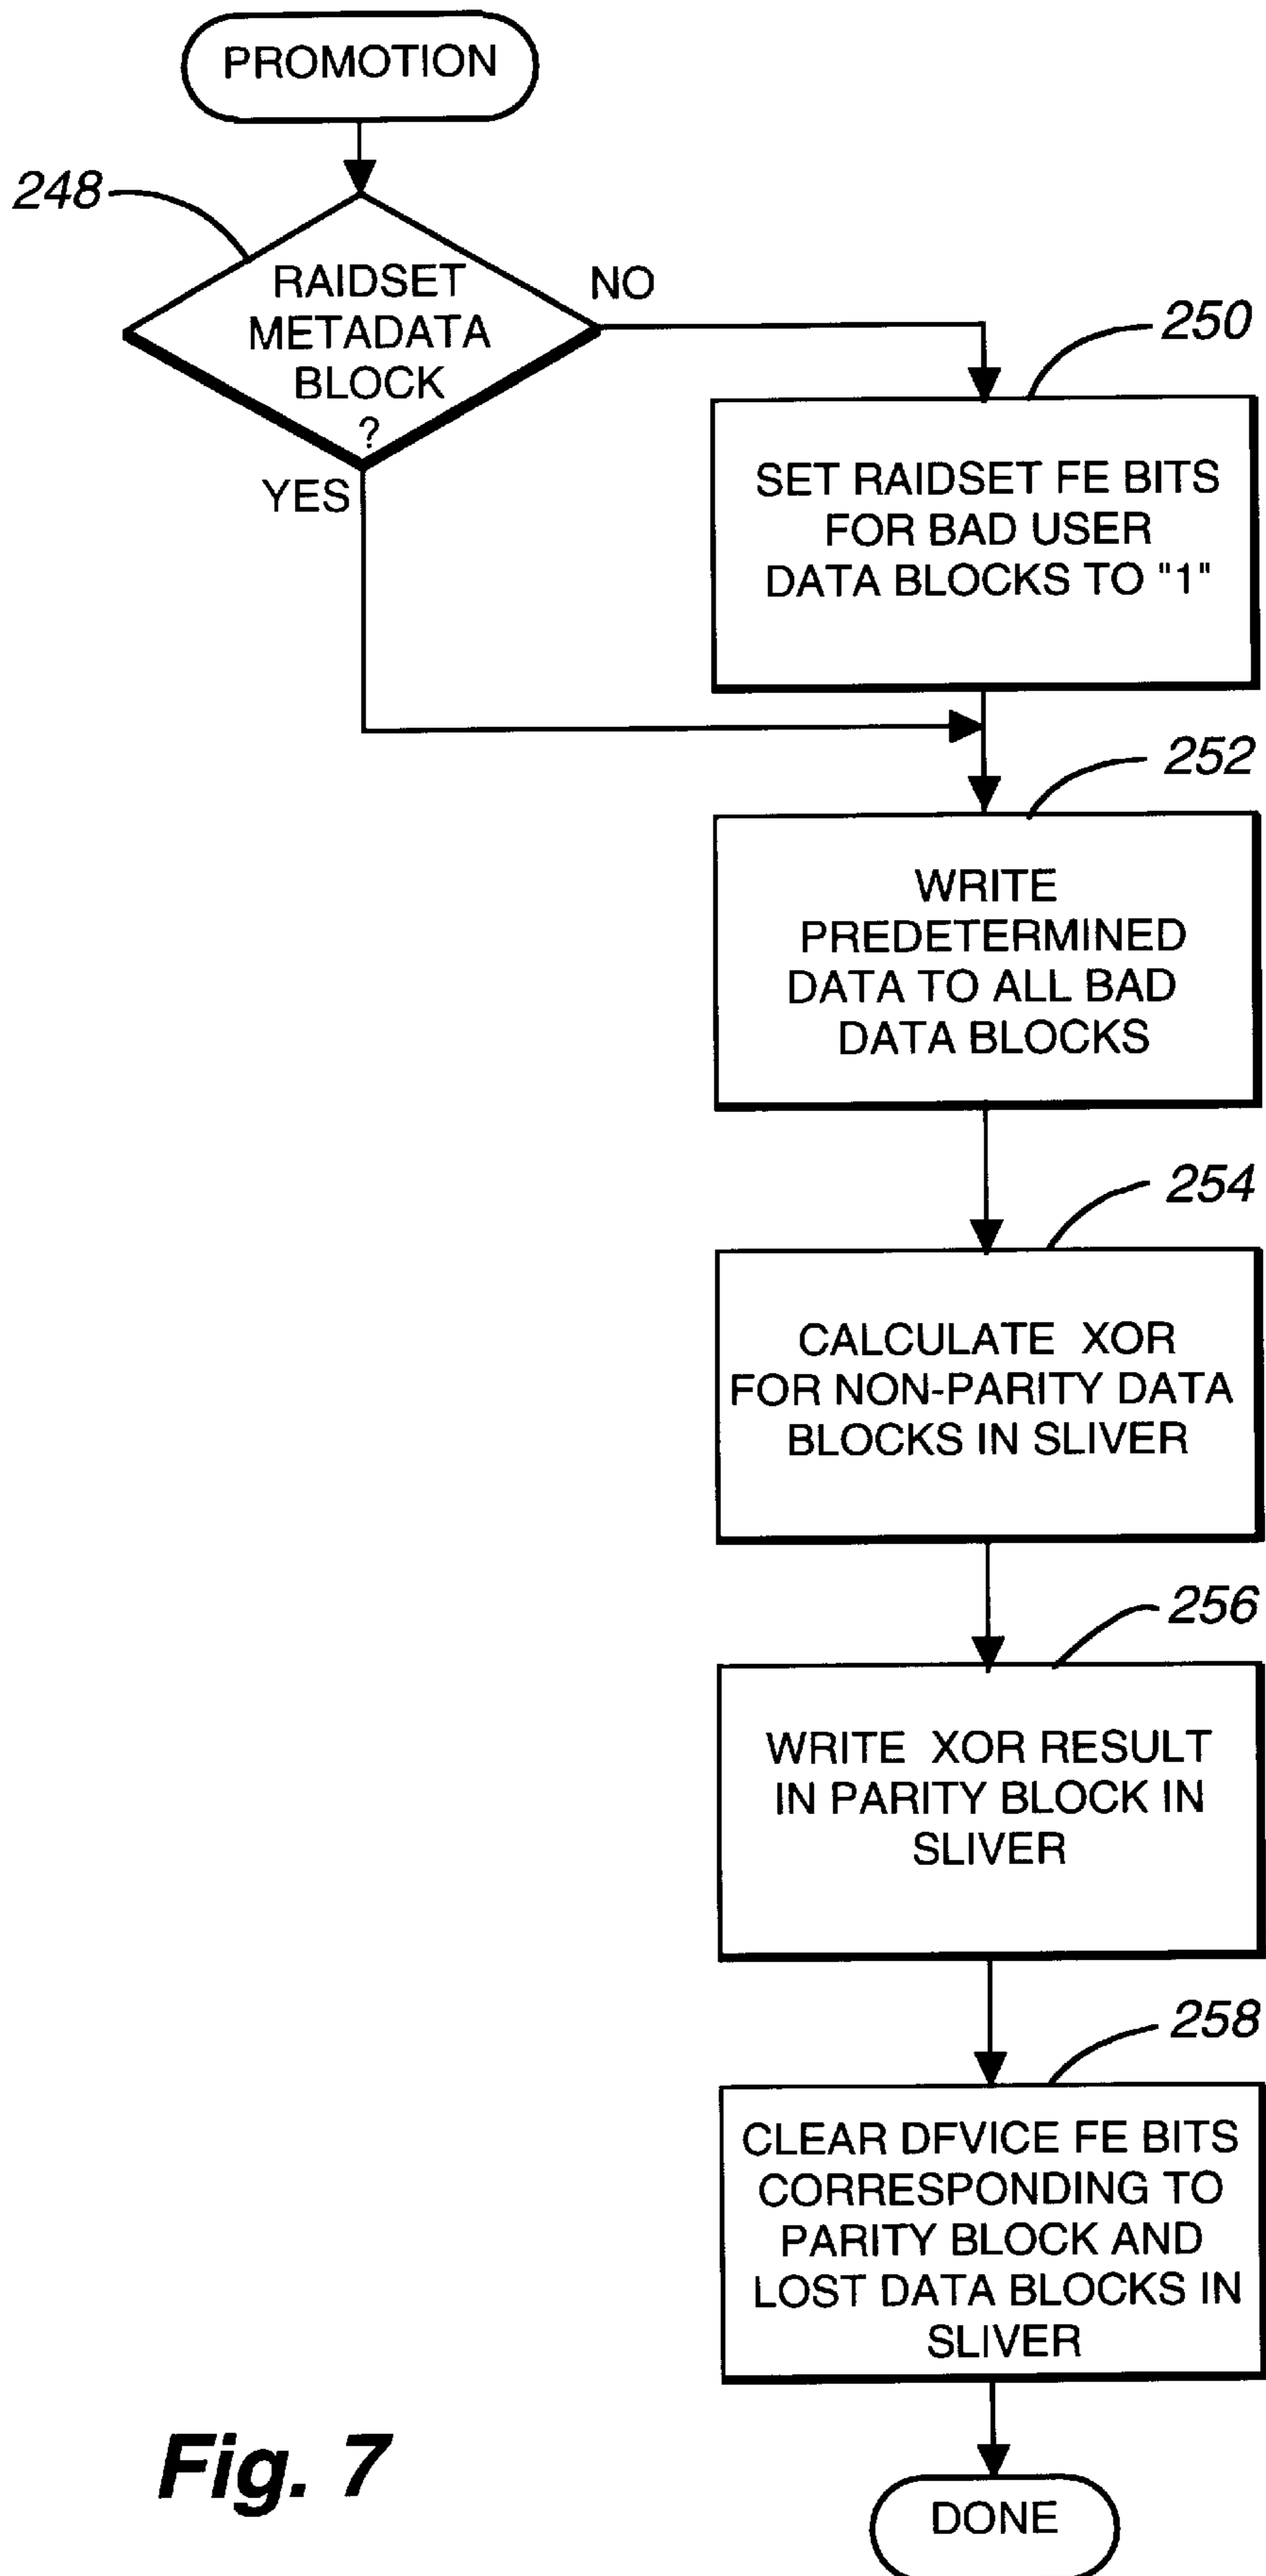 PROMOTION
248
RAIDSET
METADATA
BLOCK
?
NO
YES
250
SET RAIDSET FE BITS
FOR BAD USER
DATA BLOCKS TO "1"
252
WRITE
PREDETERMINED
DATA TO ALL BAD
DATA BLOCKS
254
CALCULATE XOR
FOR NON-PARITY DATA
BLOCKS IN SLIVER
256
WRITE XOR RESULT
IN PARITY BLOCK IN
SLIVER
258
CLEAR DFVICE FE BITS
CORRESPONDING TO
PARITY BLOCK AND
LOST DATA BLOCKS IN
SLIVER
DONE
Fig. 7